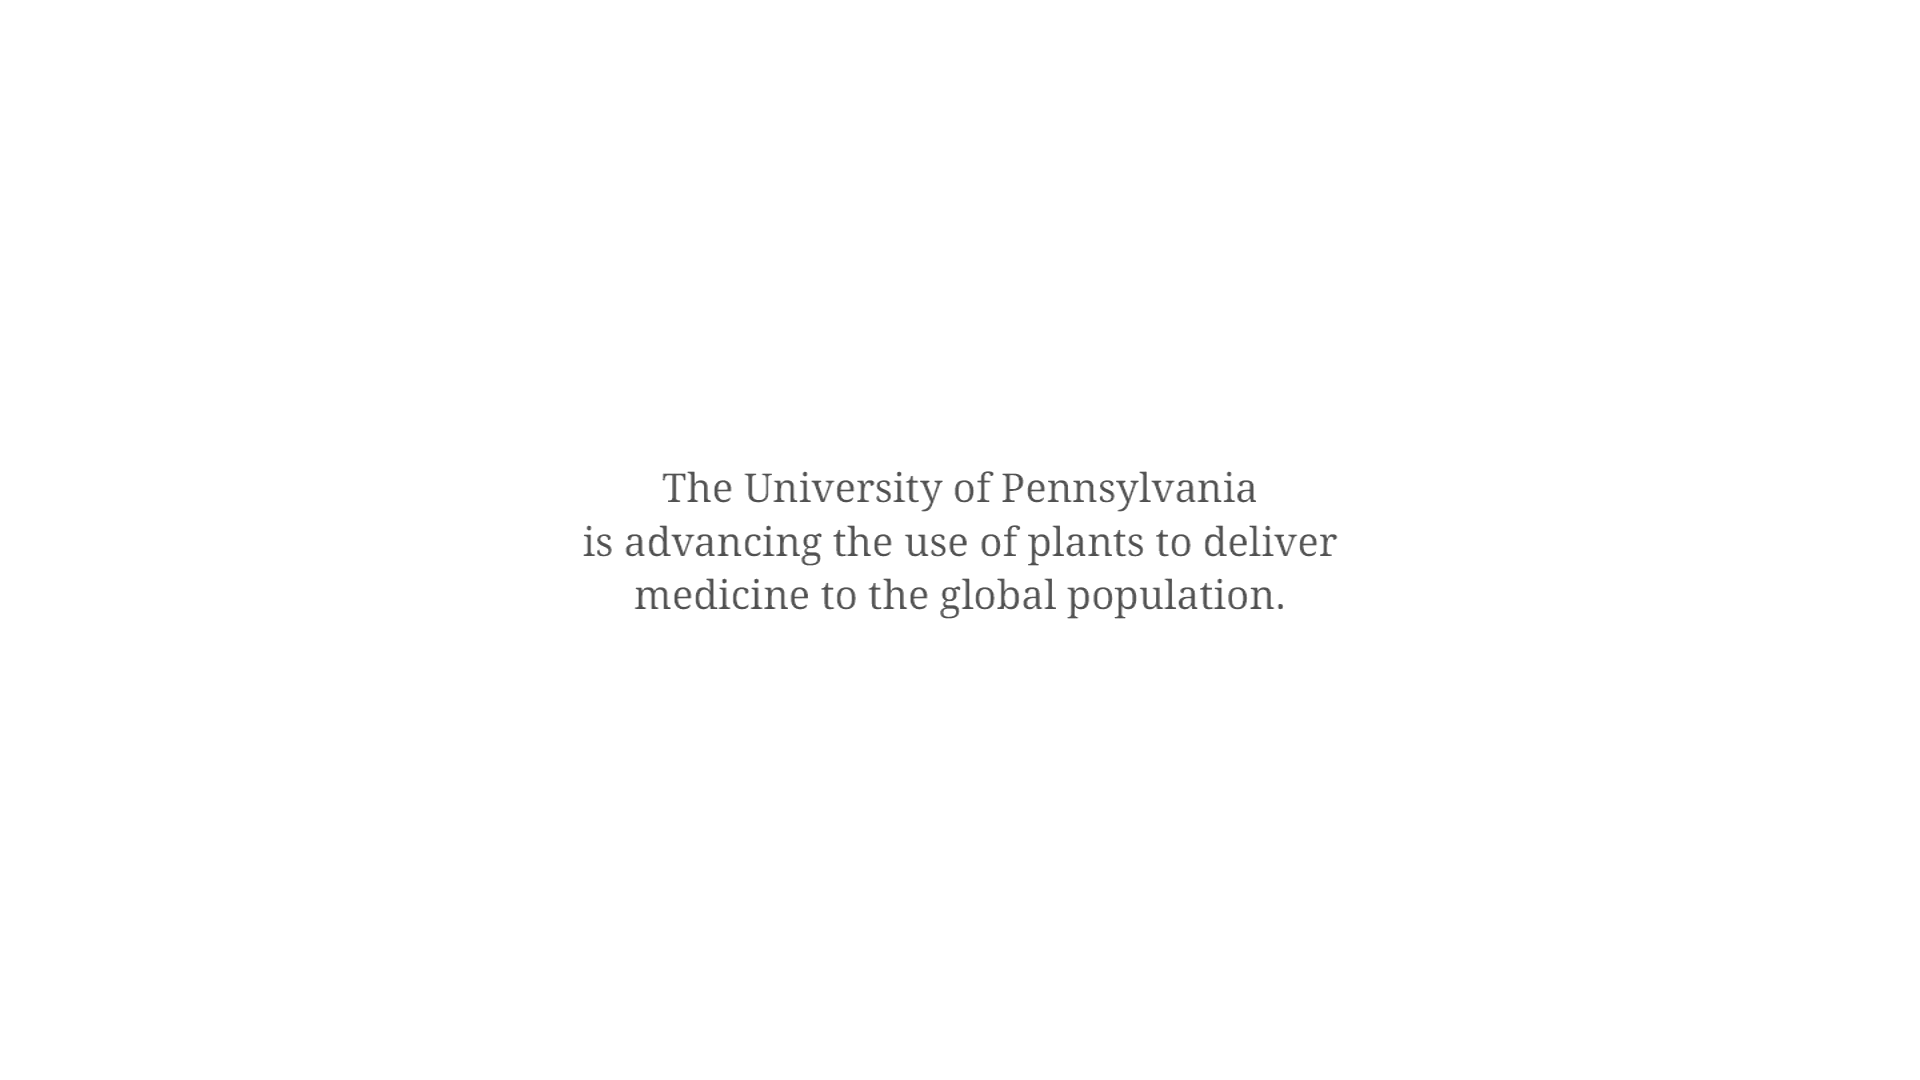 The University of Pennsylvania
is advancing the use of plants to deliver
medicine to the global population.